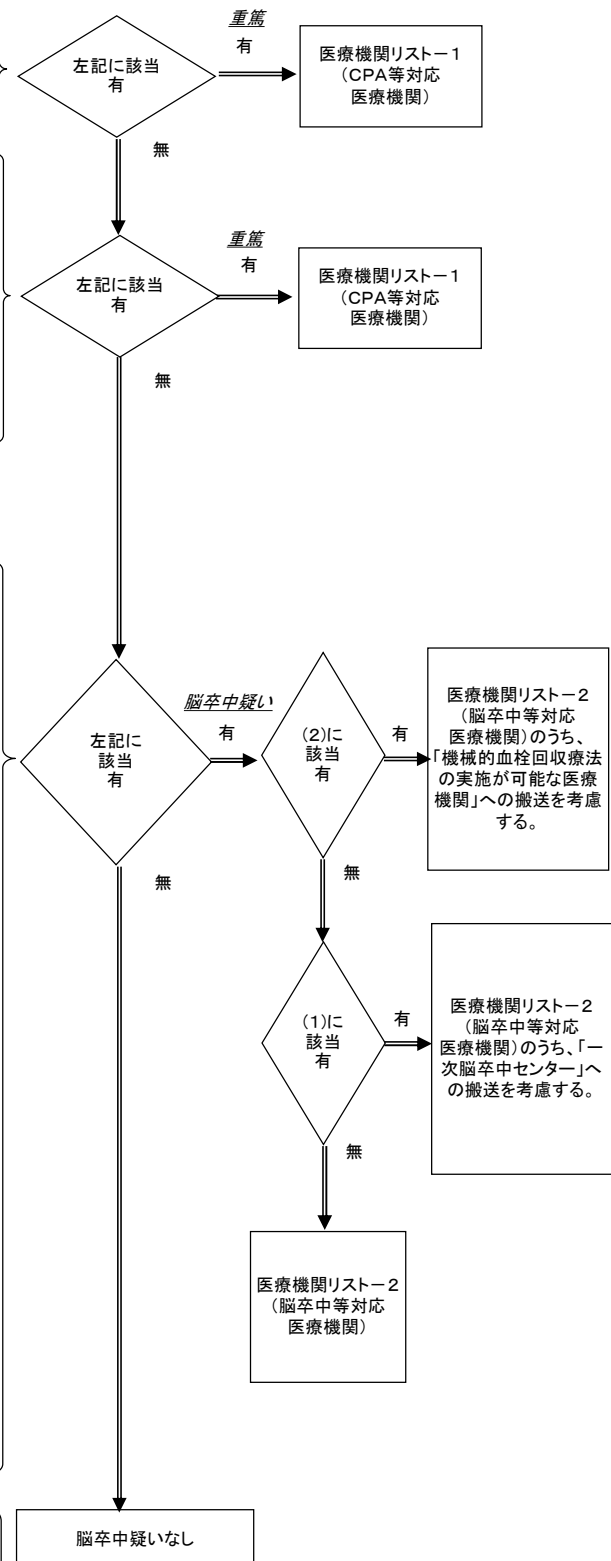 左記に該当
有
重篤
有
医療機関リストー１
（CPA等対応
医療機関）
無
左記に該当
有
重篤
有
医療機関リストー１
（CPA等対応
医療機関）
無
左記に
該当
有
脳卒中疑い
有
(2)に
該当
有
有
医療機関リストー２
（脳卒中等対応
医療機関）のうち、
「機械的血栓回収療法
の実施が可能な医療
機関」への搬送を考慮
する。
無
無
(1)に
該当
有
有
医療機関リストー２
（脳卒中等対応
医療機関）のうち、「一
次脳卒中センター」へ
の搬送を考慮する。
無
医療機関リストー２
（脳卒中等対応
医療機関）
脳卒中疑いなし